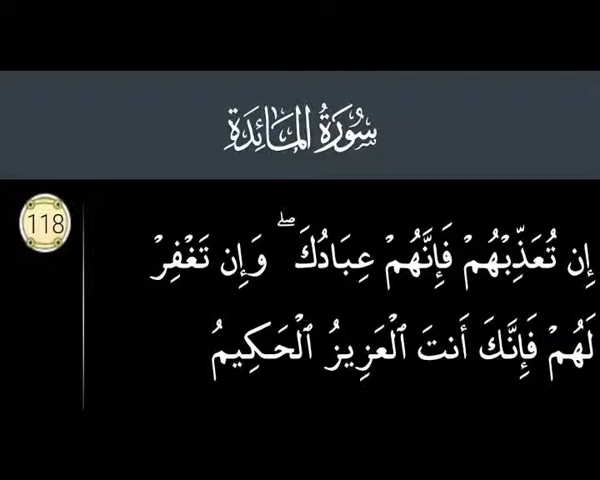 سُورَةُ المَائِدَةِ
118
إِن تُعَذِّبْهُمْ فَإِنَّهُمْ عِبَادُكَ ۖ وَإِن تَغْفِرْ
لَهُمْ فَإِنَّكَ أَنتَ ٱلْعَزِيزُ ٱلْحَكِيمُ